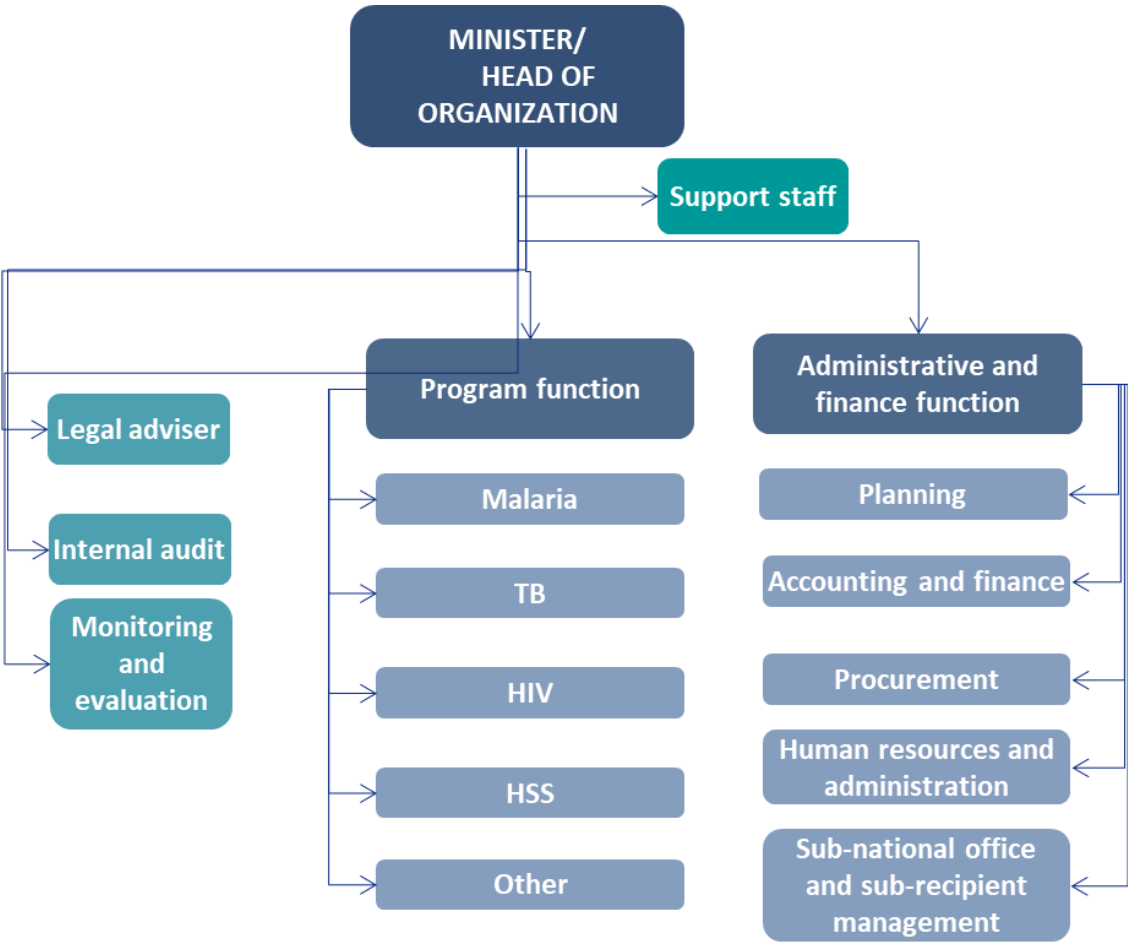 MINISTER/
HEAD OF
ORGANIZATION
Support staff
Program function
Administrative and
finance function
Legal adviser
Internal audit
Monitoring
and
evaluation
Malaria
TB
HIV
HSS
Other
Planning
Accounting and finance
Procurement
Human resources and
administration
Sub-national office
and sub-recipient
management